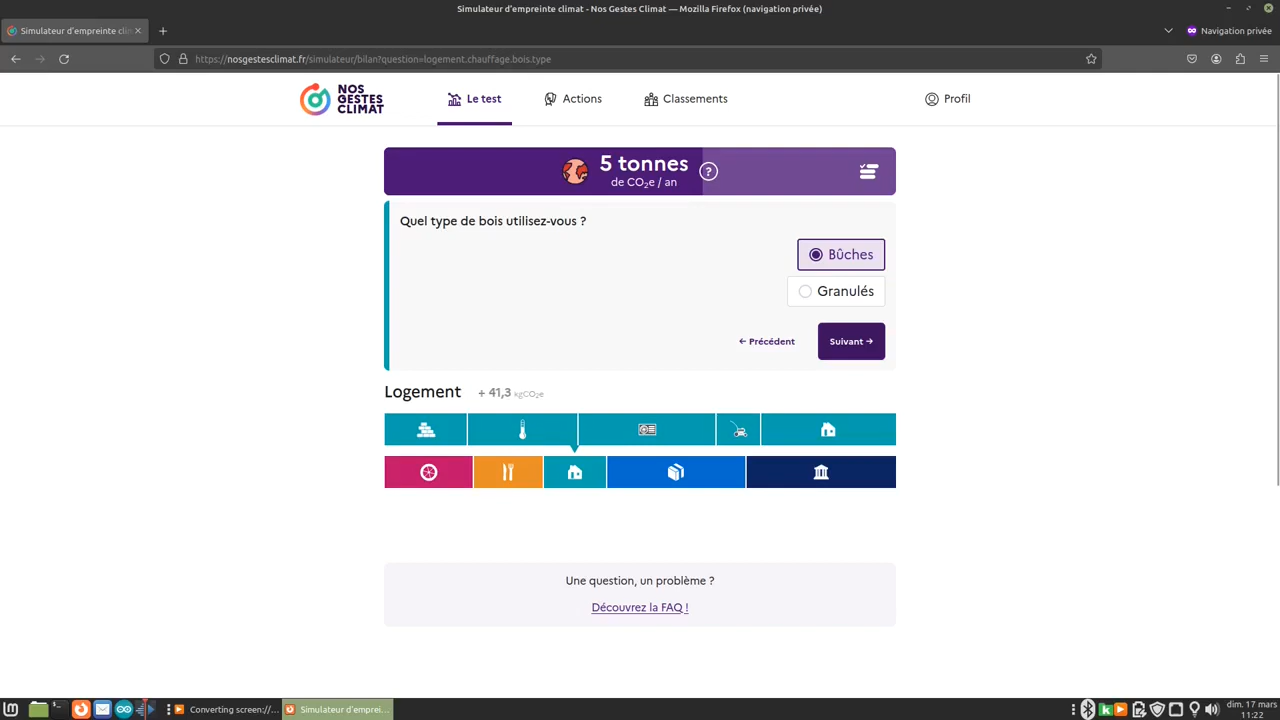 Simulateur d'empreinte climat - Nos Gestes Climat — Mozilla Firefox (navigation privée)
Simulateur d'empreinte clim
Navigation privée
https://nosgestesclimat.fr/simulateur/bilan?question=logement.chauffage.bois.type
NOS
GESTES
CLIMAT
Le test
Actions
Classements
Profil
5 tonnes
de CO₂e / an
?
Quel type de bois utilisez-vous ?
Bûches
Granulés
← Précédent
Suivant →
Logement + 41,3 kgCO₂e
Une question, un problème ?
Découvrez la FAQ !
Converting screen://...
Simulateur d'emprei...
dim. 17 mars
11:22